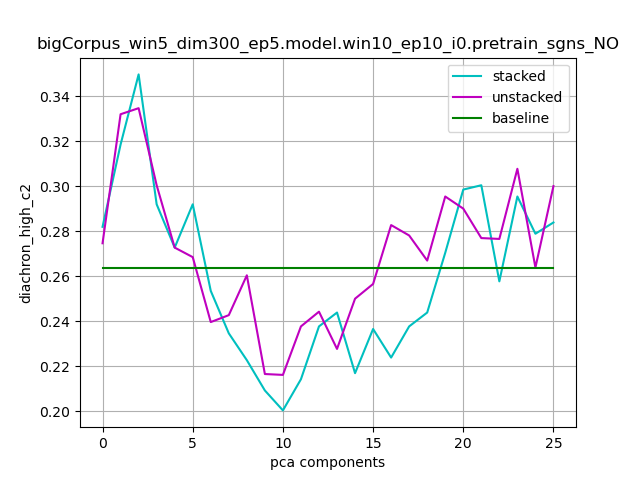 bigCorpus_win5_dim300_ep5.model.win10_ep10_i0.pretrain_sgns_NO
stacked
unstacked
baseline
0.34
0.32
0.30
0.28
0.26
0.24
0.22
0.20
diachron_high_c2
0 5 10 15 20 25
pca components